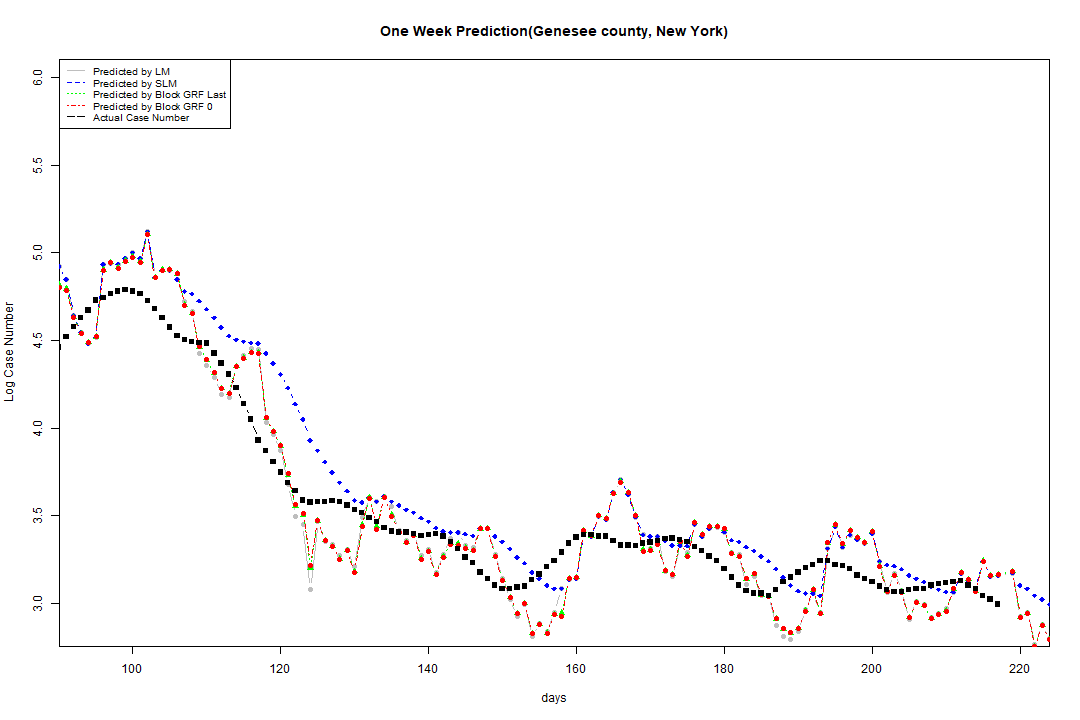 One Week Prediction(Genesee county, New York)
Predicted by LM
Predicted by SLM
Predicted by Block GRF Last
Predicted by Block GRF 0
Actual Case Number
6.0
5.5
5.0
4.5
4.0
3.5
3.0
Log Case Number
100 120 140 160 180 200 220
days